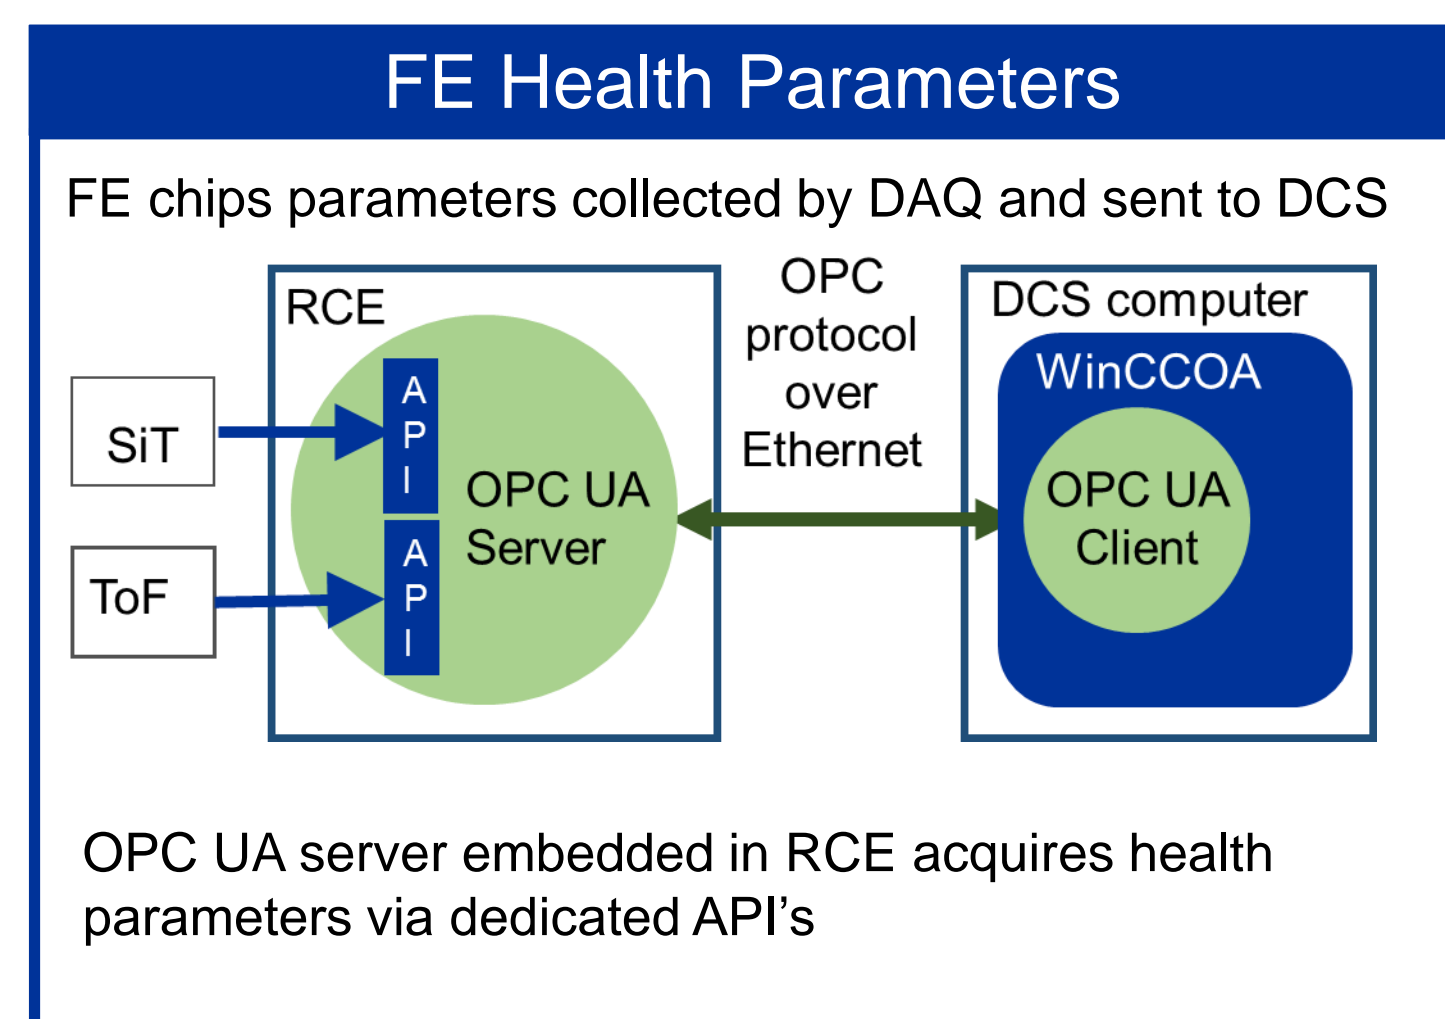 FE Health Parameters
FE chips parameters collected by DAQ and sent to DCS
RCE
SiT
ToF
API
API
OPC UA
Server
OPC
protocol
over
Ethernet
DCS computer
WinCCOA
OPC UA
Client
OPC UA server embedded in RCE acquires health
parameters via dedicated API’s